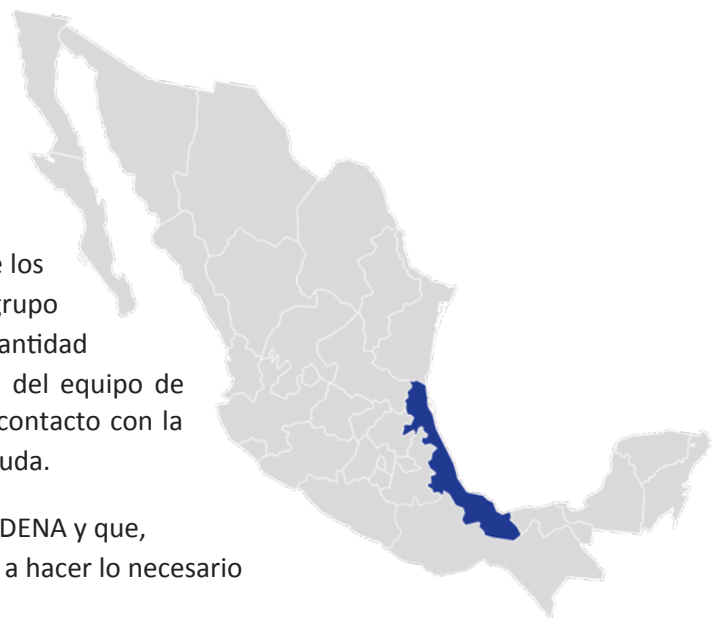 e los
grupo
antidad
del equipo de
contacto con la
uda.
DENA y que,
a hacer lo necesario